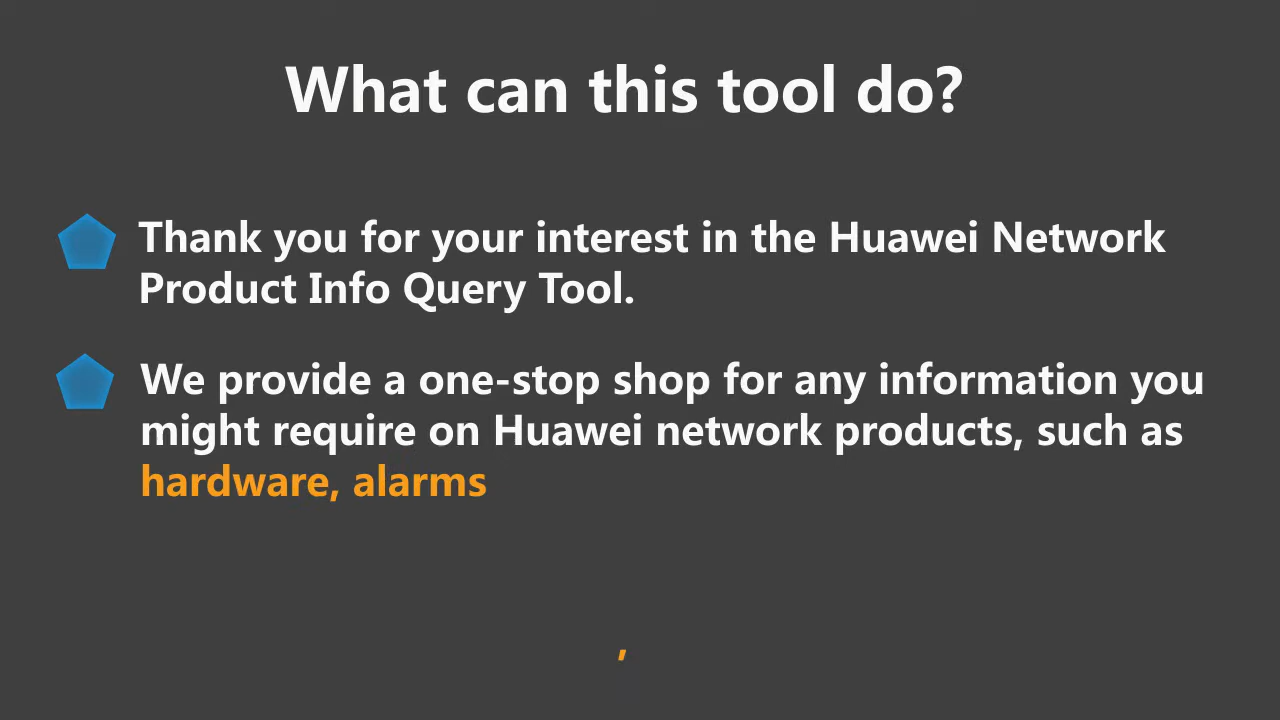 What can this tool do?
Thank you for your interest in the Huawei Network
Product Info Query Tool.
We provide a one-stop shop for any information you
might require on Huawei network products, such as
hardware, alarms
,